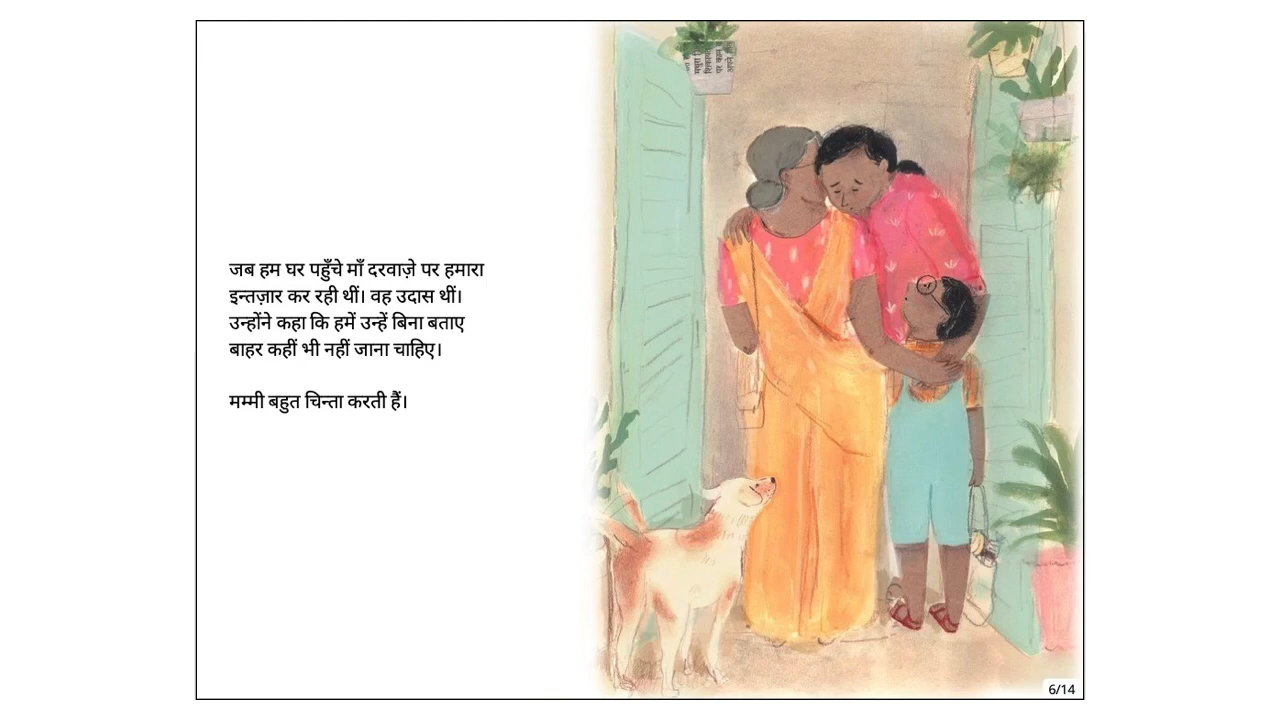 जब हम घर पहुँचे माँ दरवाज़े पर हमारा
इन्तज़ार कर रही थीं। वह उदास थीं।
उन्होंने कहा कि हमें उन्हें बिना बताए
बाहर कहीं भी नहीं जाना चाहिए।
मम्मी बहुत चिन्ता करती हैं।
6/14